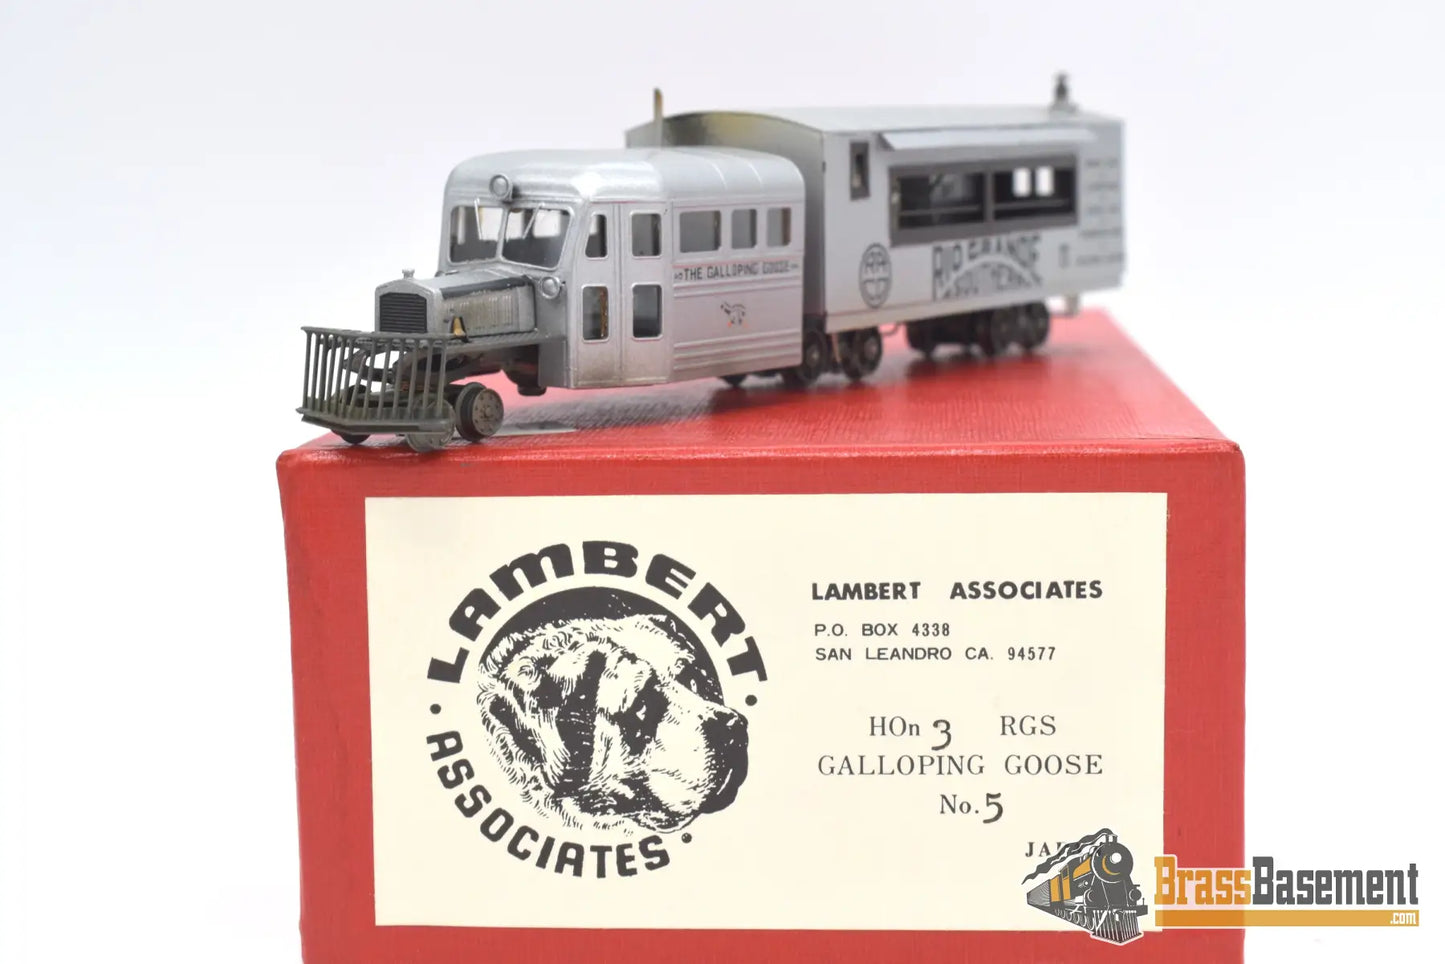 THE GALLOPING GOOSE
RIO GRANDE
SOUTHERN
LAMBERT
ASSOCIATES
LAMBERT ASSOCIATES
P.O. BOX 4338
SAN LEANDRO CA. 94577
HOn 3 RGS
GALLOPING GOOSE
No. 5
BrassBasement
.com